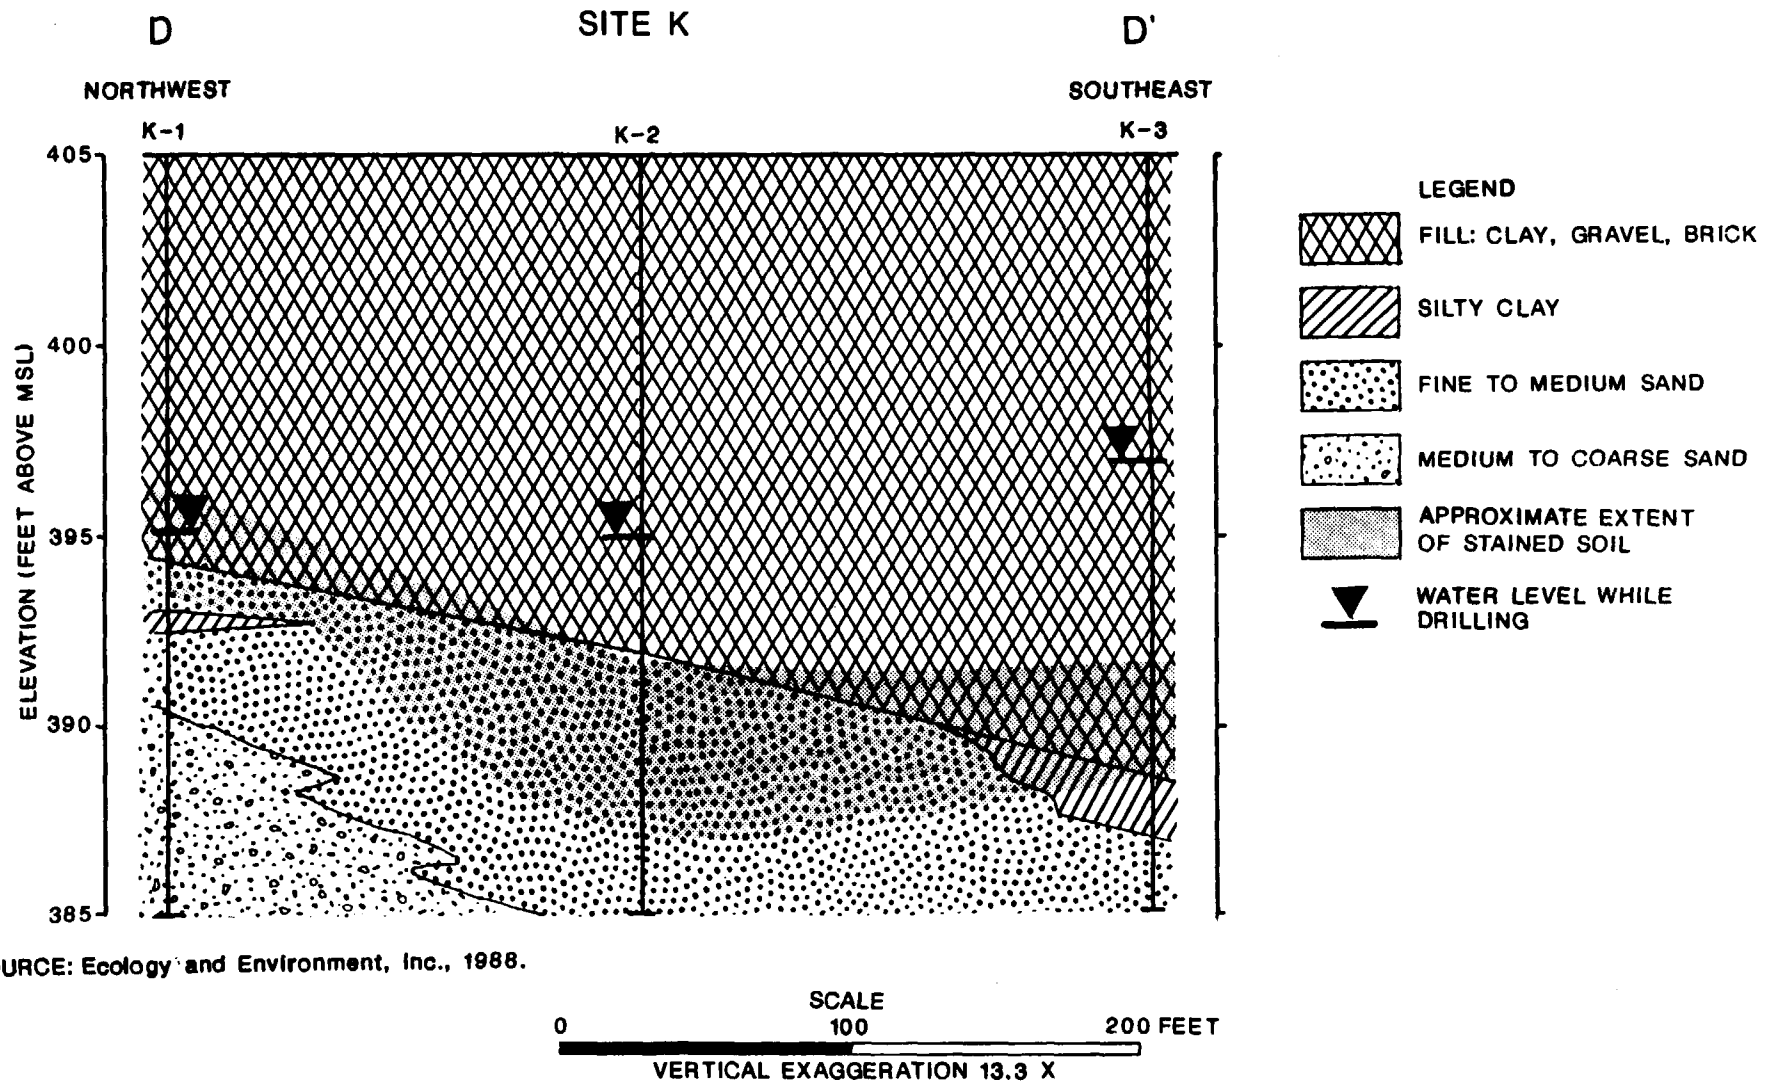 D SITE K D'
NORTHWEST SOUTHEAST
K-1 K-2 K-3
405
400
395
390
385
ELEVATION (FEET ABOVE MSL)
LEGEND
FILL: CLAY, GRAVEL, BRICK
SILTY CLAY
FINE TO MEDIUM SAND
MEDIUM TO COARSE SAND
APPROXIMATE EXTENT
OF STAINED SOIL
WATER LEVEL WHILE
DRILLING
URCE: Ecology and Environment, Inc., 1988.
SCALE
0 100 200 FEET
VERTICAL EXAGGERATION 13.3 X